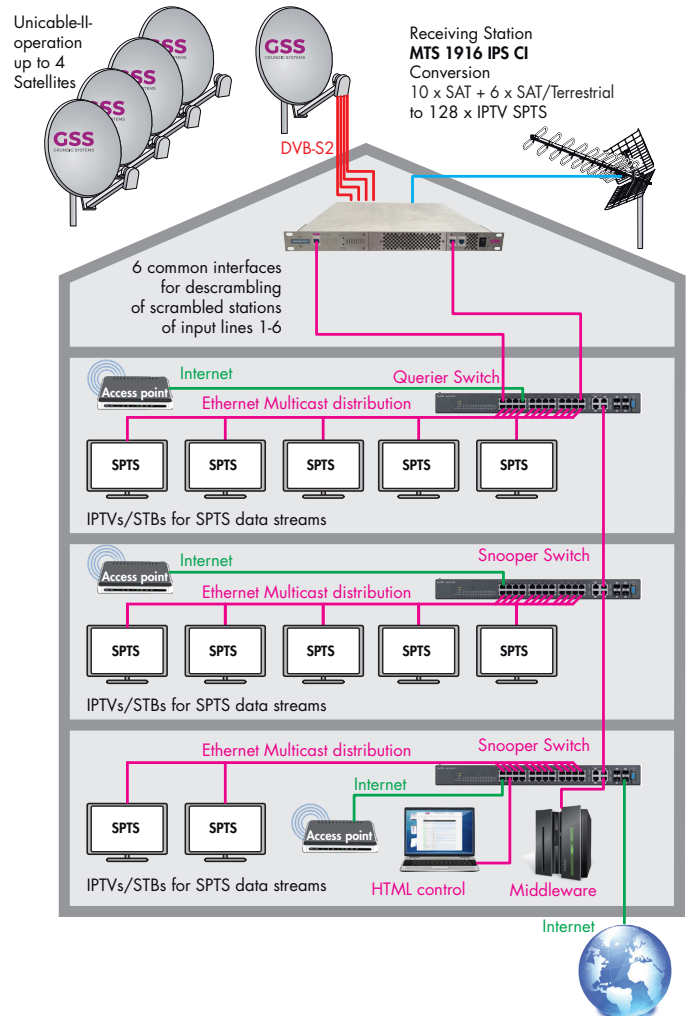 Unicable-II-
operation
up to 4
Satellites
GSS
GSS
GSS
GSS
GRUNDIG SYSTEMS
GSS
GRUNDIG SYSTEMS
DVB-S2
Receiving Station
MTS 1916 IPS CI
Conversion
10 x SAT + 6 x SAT/Terrestrial
to 128 x IPTV SPTS
6 common interfaces
for descrambling
of scrambled stations
of input lines 1-6
Internet
Access point
Querier Switch
Ethernet Multicast distribution
SPTS
SPTS
SPTS
SPTS
SPTS
IPTVs/STBs for SPTS data streams
Internet
Access point
Snooper Switch
Ethernet Multicast distribution
SPTS
SPTS
SPTS
SPTS
SPTS
IPTVs/STBs for SPTS data streams
Ethernet Multicast distribution
Snooper Switch
Internet
SPTS
SPTS
Access point
IPTVs/STBs for SPTS data streams
HTML control
Middleware
Internet